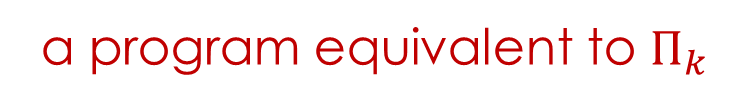 a program equivalent to Πₖ